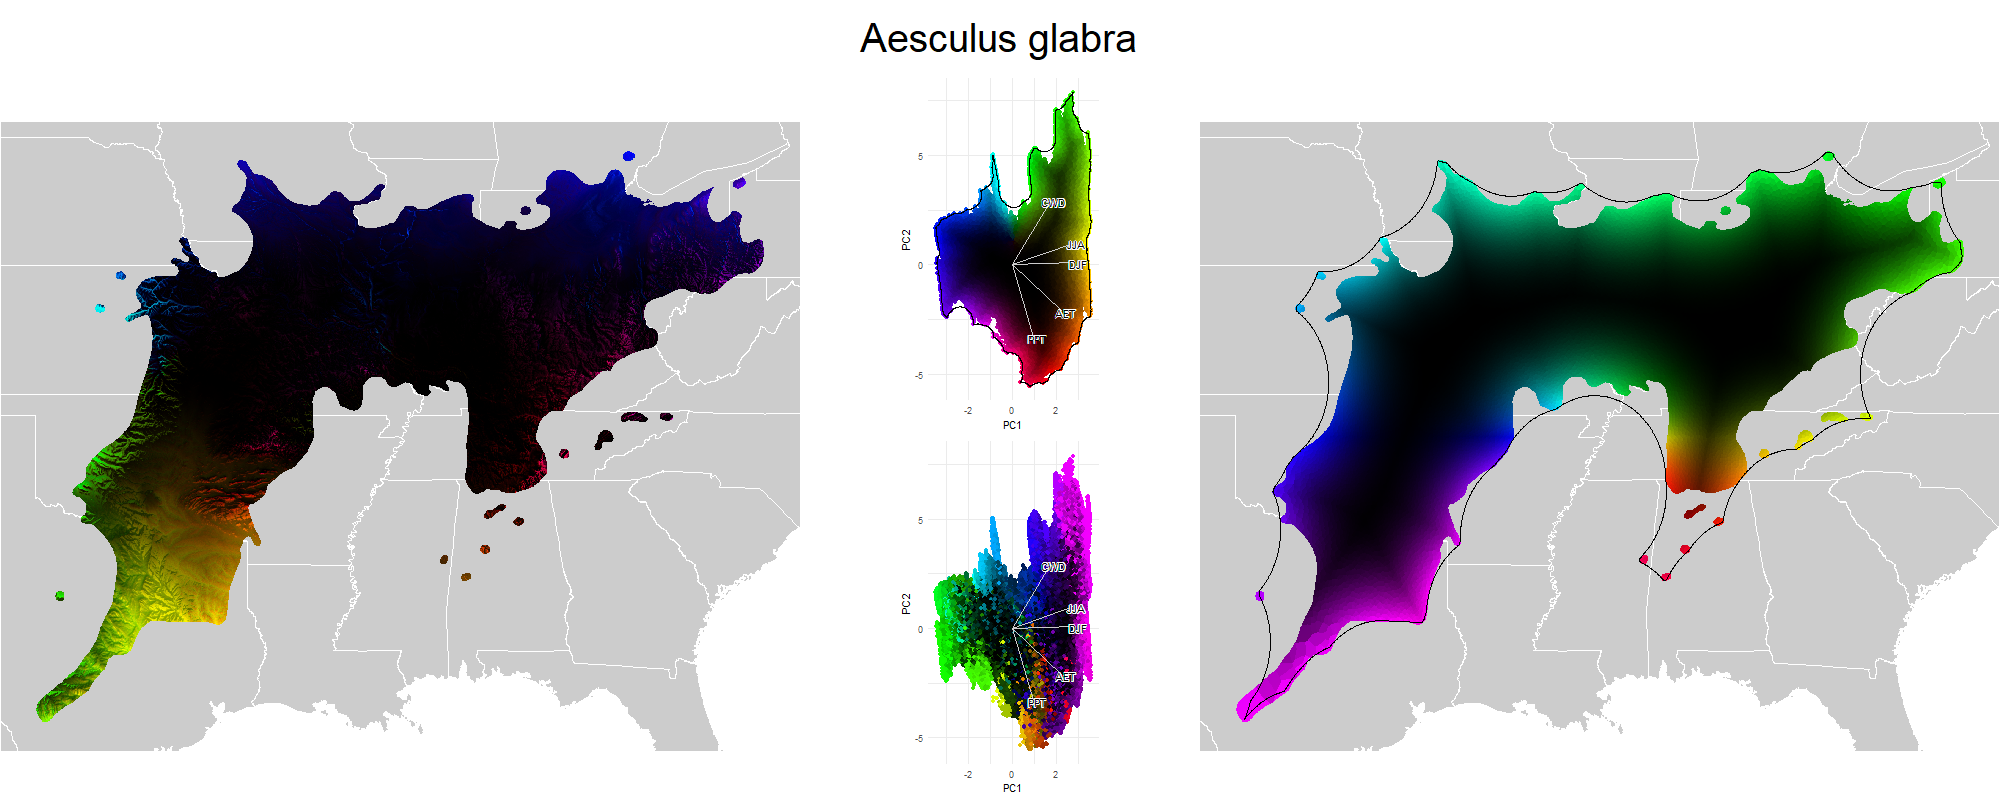 Aesculus glabra
5
0
-5
PC2
CWD
JJA
DJF
AET
PPT
-2
0
2
PC1
5
0
-5
PC2
CWD
JJA
DJF
AET
PPT
-2
0
2
PC1